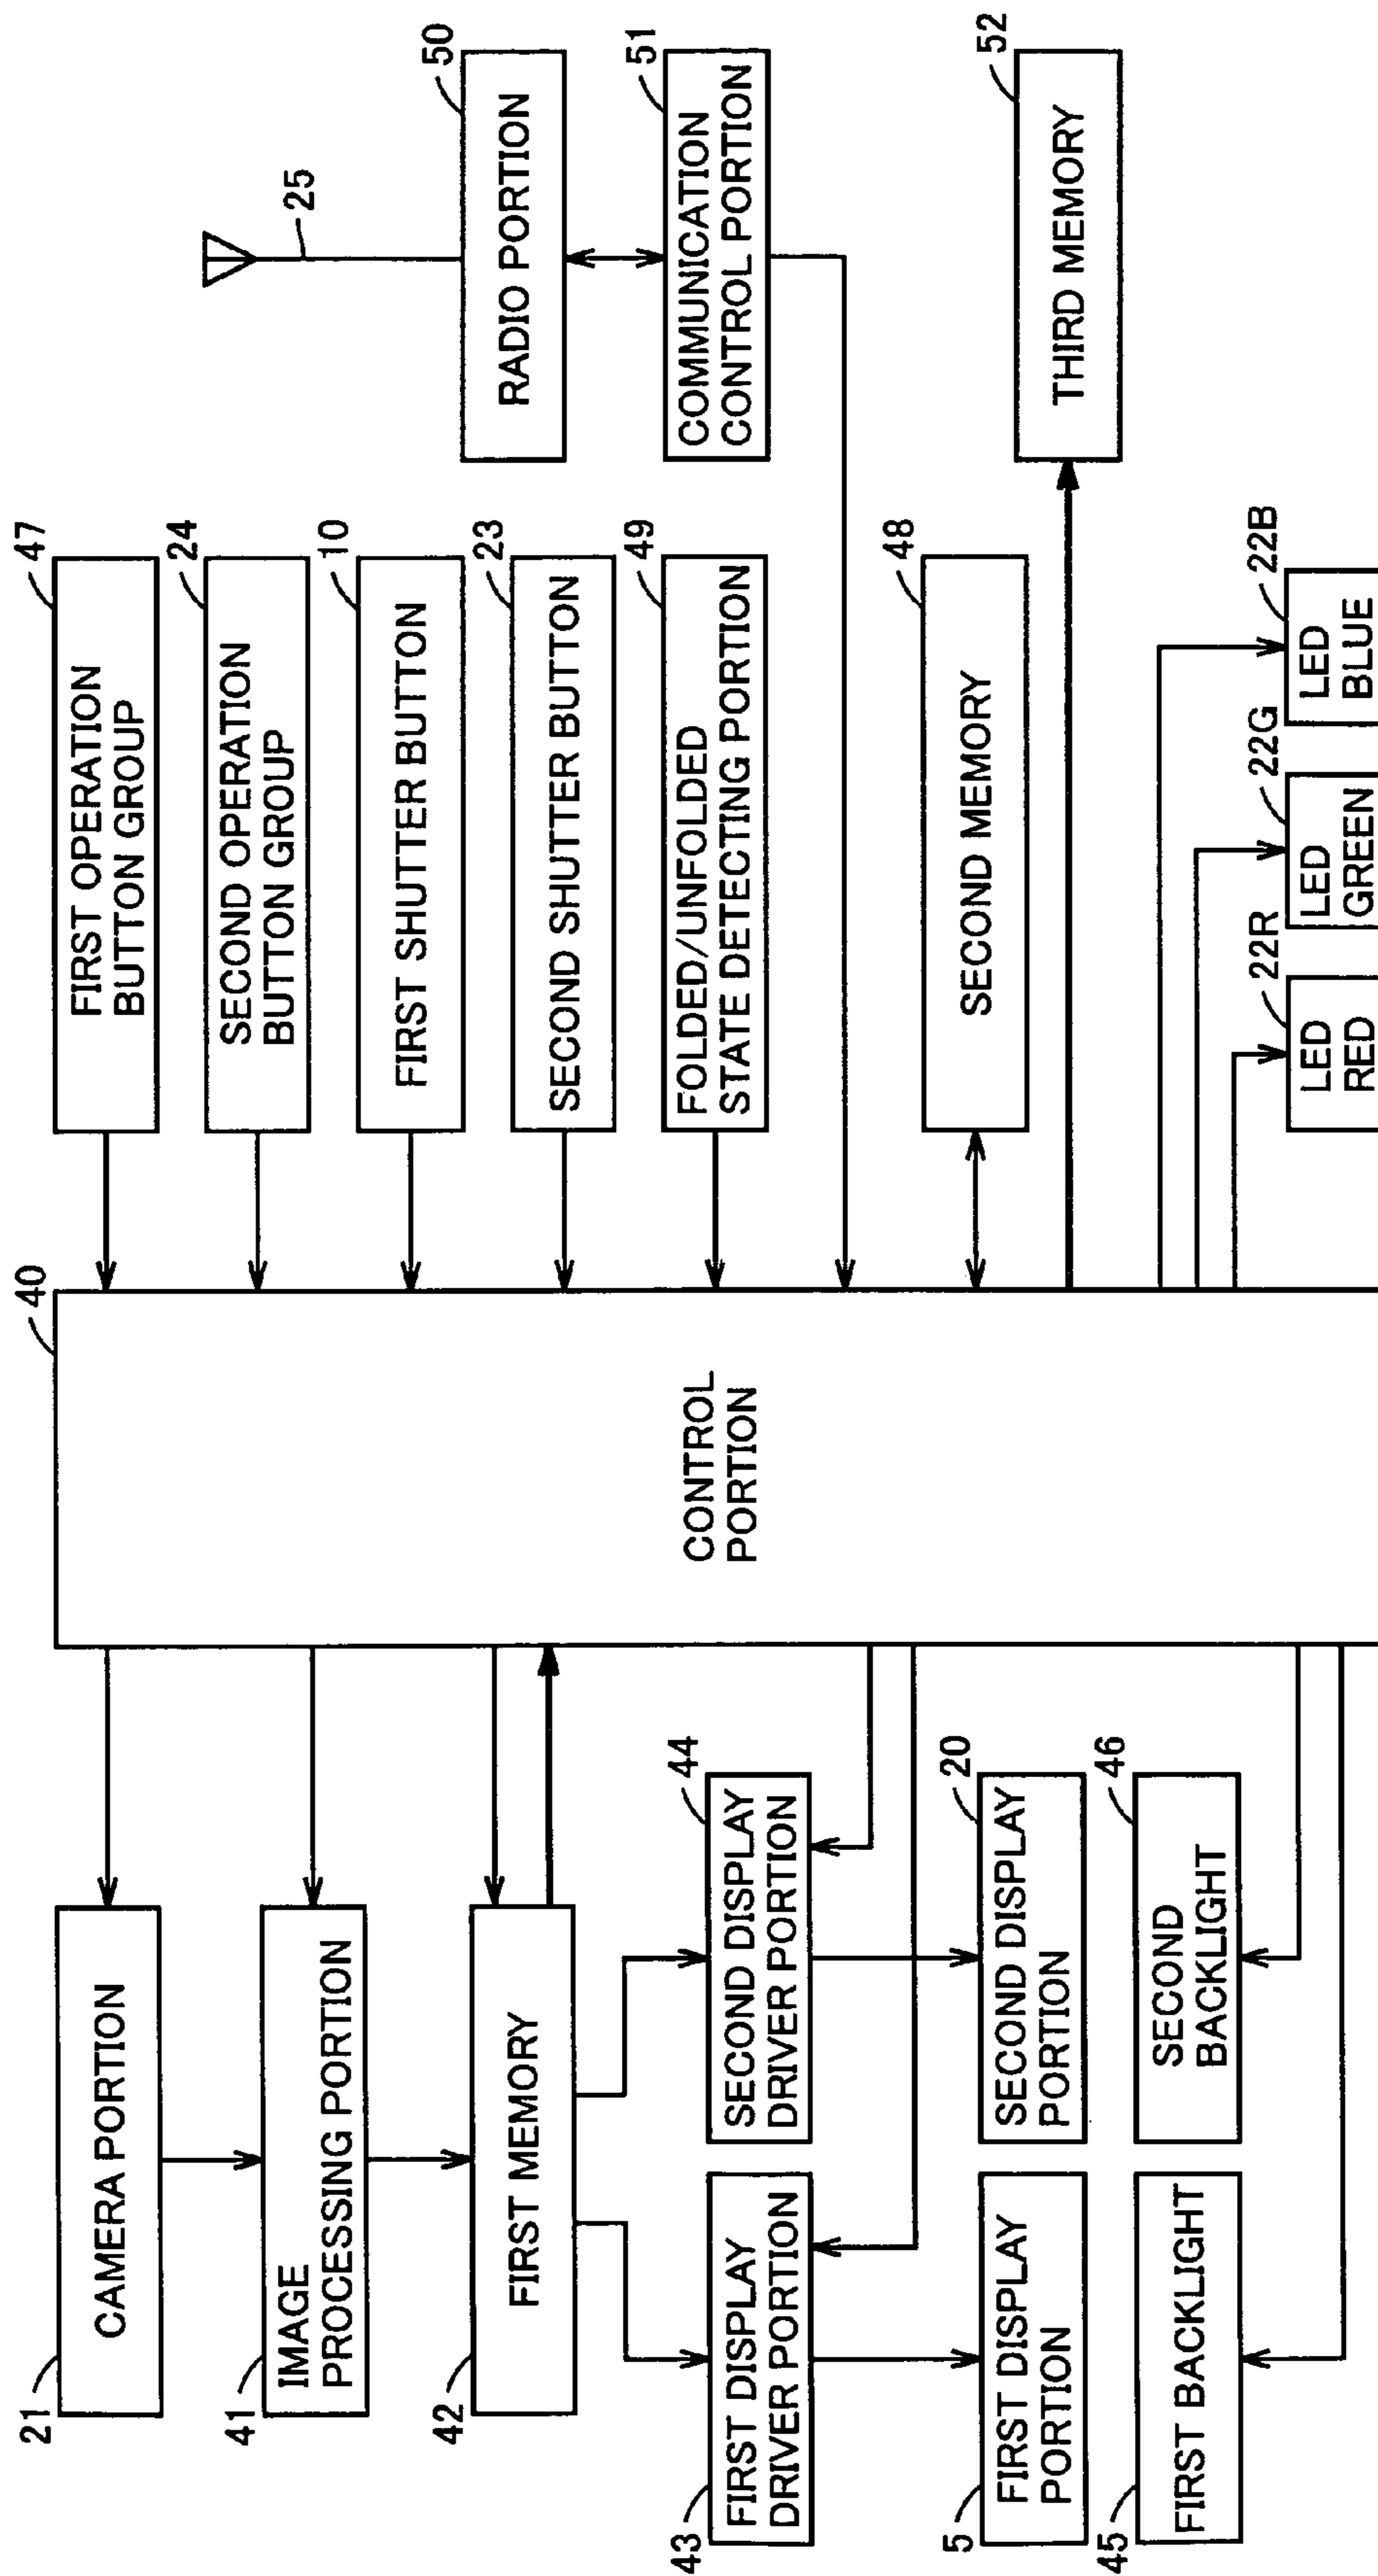 21
CAMERA PORTION
41
IMAGE
PROCESSING PORTION
42
FIRST MEMORY
43
FIRST DISPLAY
DRIVER PORTION
44
SECOND DISPLAY
DRIVER PORTION
5
FIRST DISPLAY
PORTION
20
SECOND DISPLAY
PORTION
45
FIRST BACKLIGHT
46
SECOND
BACKLIGHT
40
CONTROL
PORTION
47
FIRST OPERATION
BUTTON GROUP
24
SECOND OPERATION
BUTTON GROUP
10
FIRST SHUTTER BUTTON
23
SECOND SHUTTER BUTTON
49
FOLDED/UNFOLDED
STATE DETECTING PORTION
48
SECOND MEMORY
22R
LED
RED
22G
LED
GREEN
22B
LED
BLUE
25
50
RADIO PORTION
51
COMMUNICATION
CONTROL PORTION
52
THIRD MEMORY